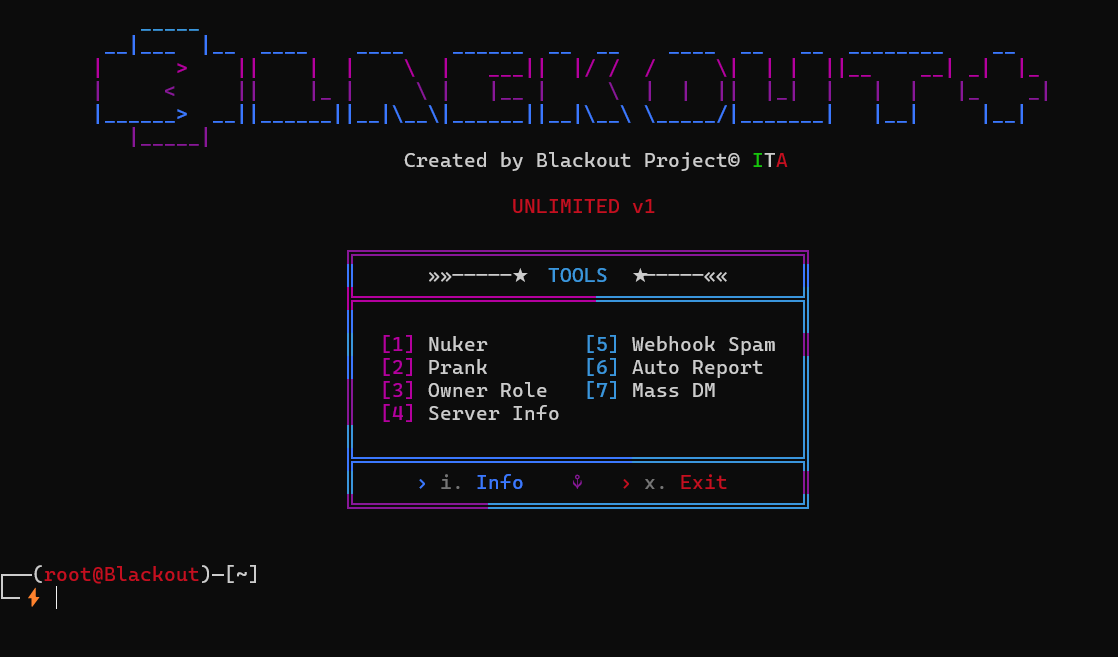 BLACKOUT+
Created by Blackout Project© ITA
UNLIMITED v1
»»─────★ TOOLS ★─────««
[1] Nuker [5] Webhook Spam
[2] Prank [6] Auto Report
[3] Owner Role [7] Mass DM
[4] Server Info
› i. Info › x. Exit
┌──(root@Blackout)─[~]
└─⚡